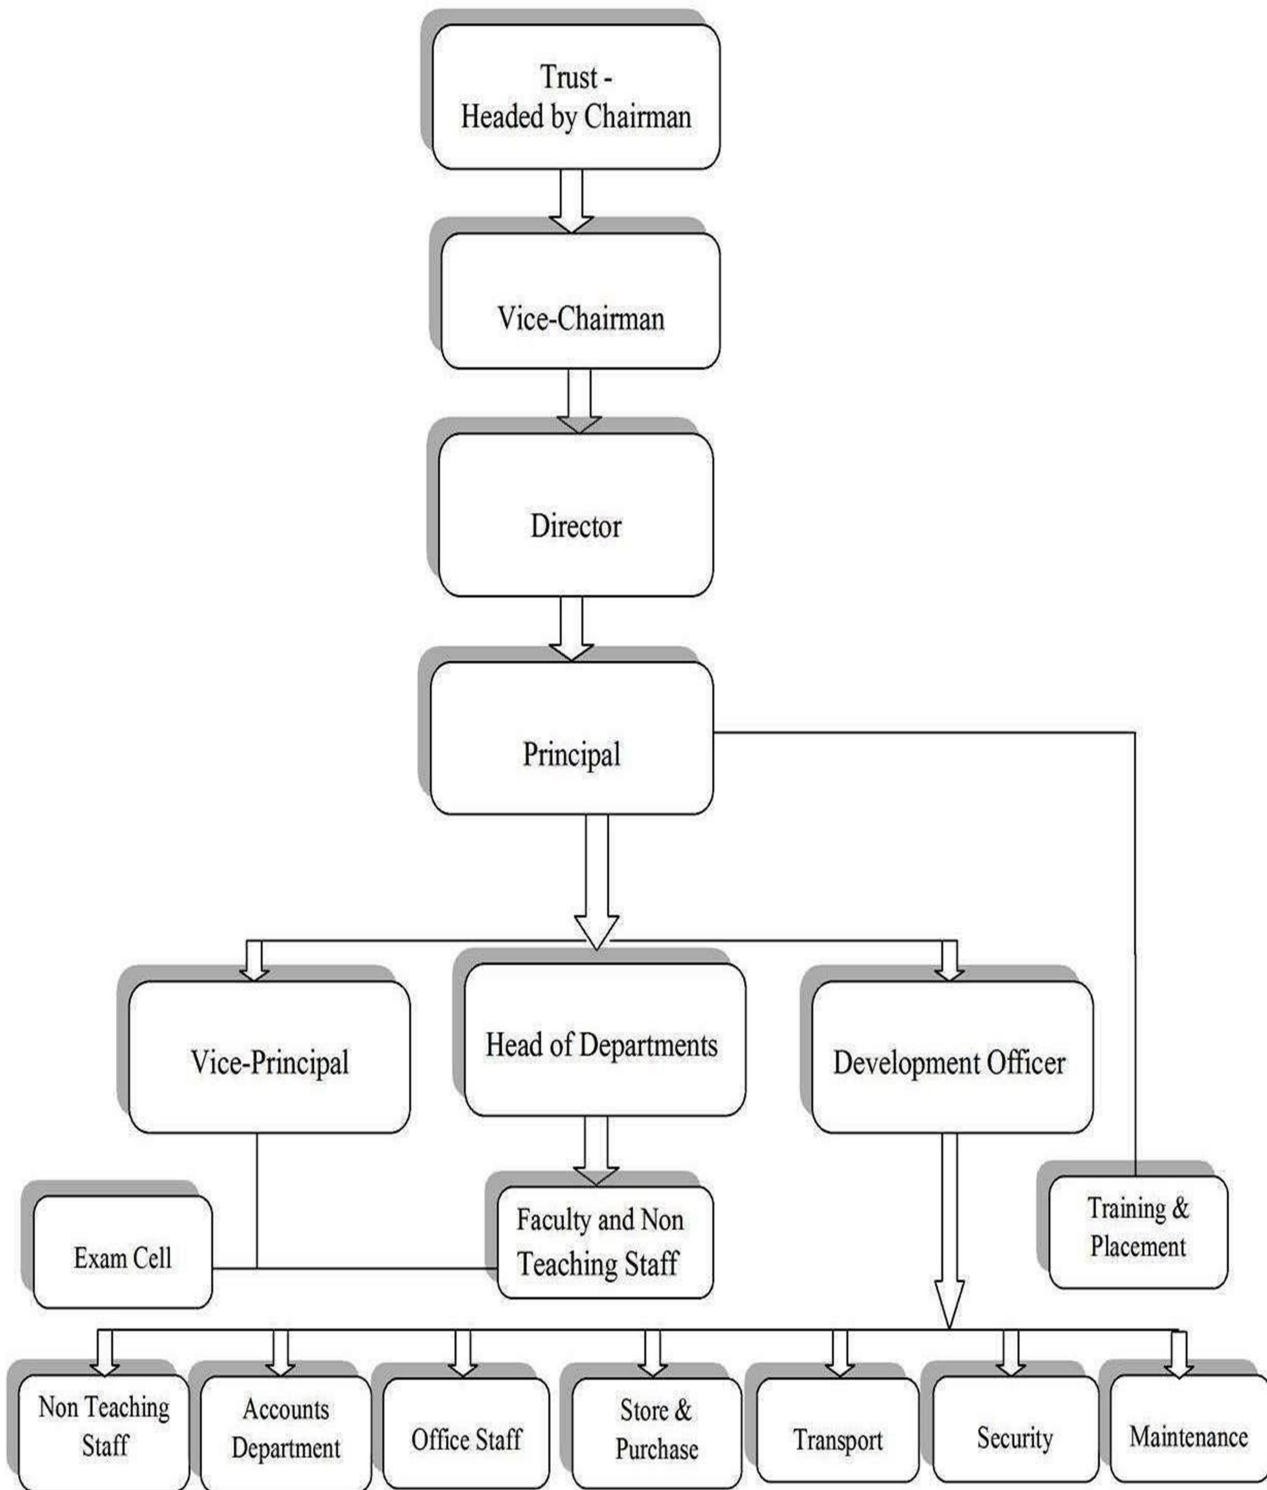 Trust -
Headed by Chairman
Vice-Chairman
Director
Principal
Vice-Principal
Head of Departments
Development Officer
Exam Cell
Faculty and Non
Teaching Staff
Training &
Placement
Non Teaching
Staff
Accounts
Department
Office Staff
Store &
Purchase
Transport
Security
Maintenance